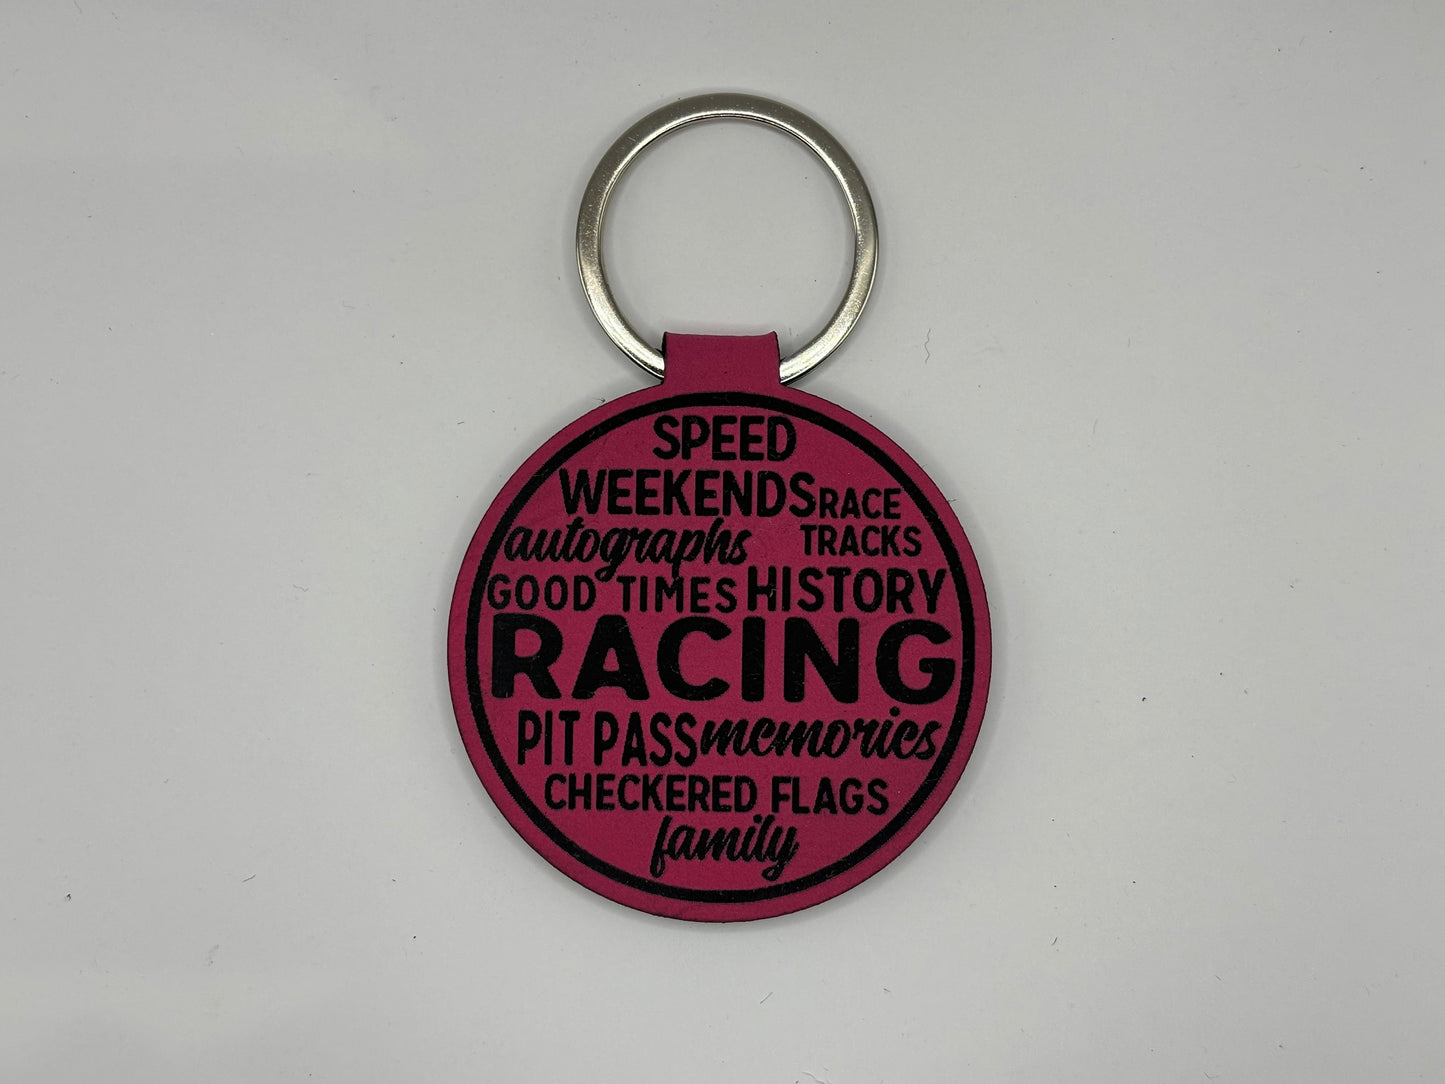 SPEED
WEEKENDS RACE
autographs TRACKS
GOOD TIMES HISTORY
RACING
PIT PASS memories
CHECKERED FLAGS
family